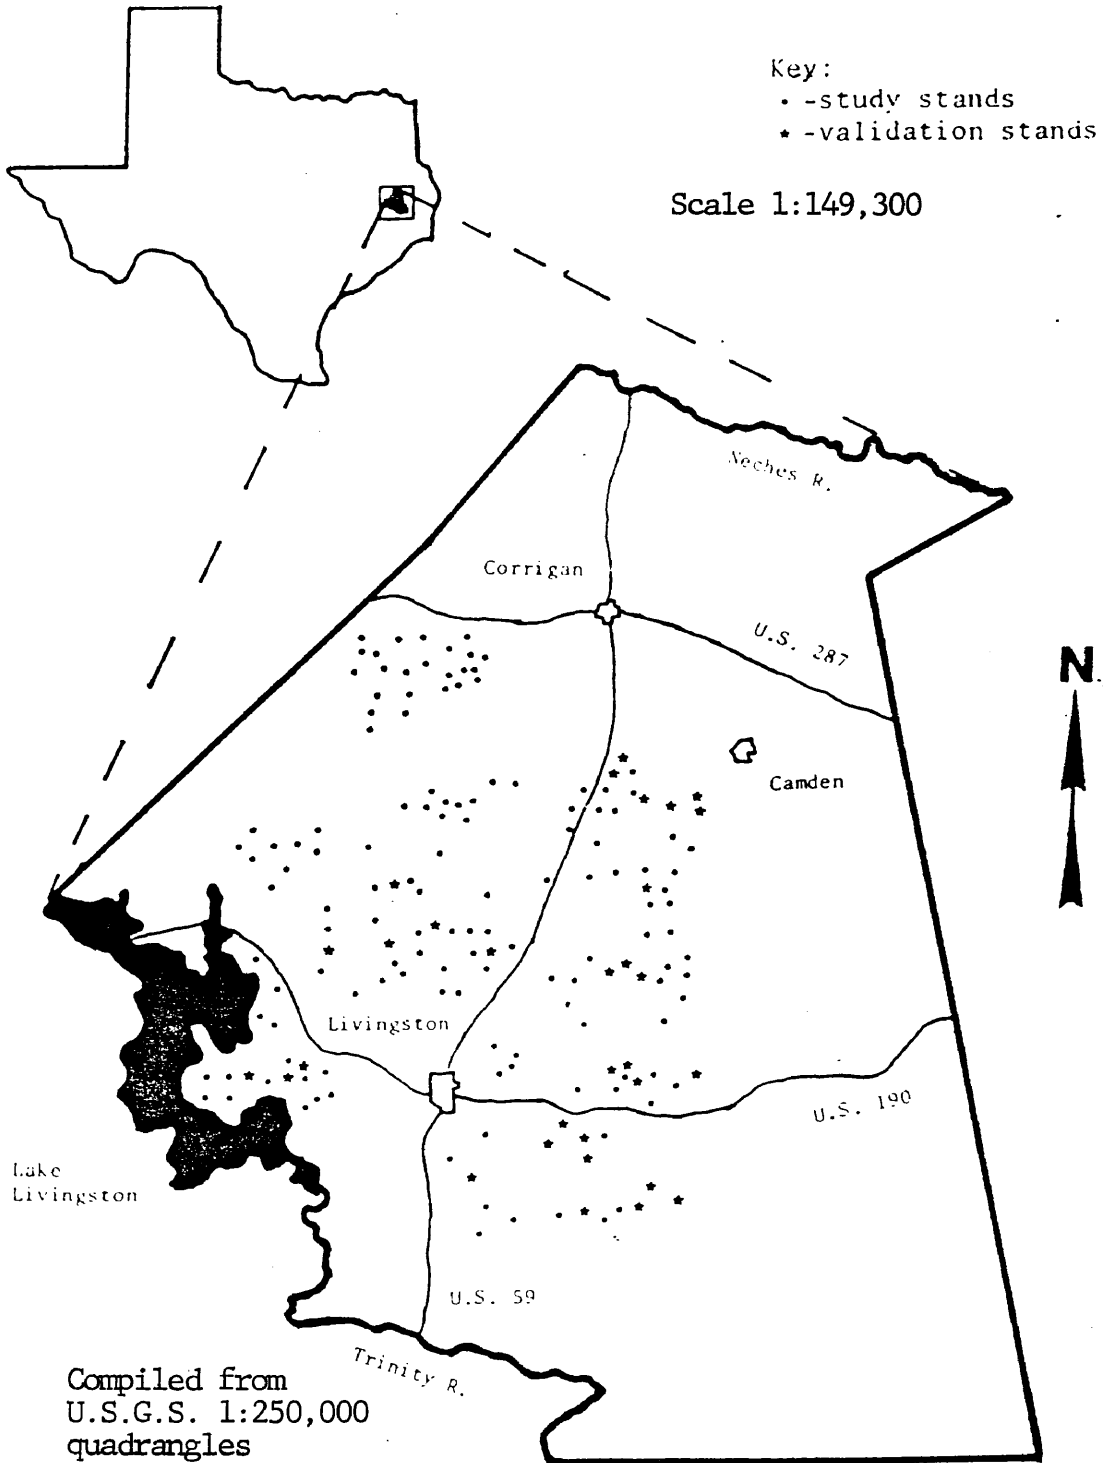 Key:
• -study stands
★ -validation stands
Scale 1:149,300
Neches R.
Corrigan
U.S. 287
N
Camden
Livingston
U.S. 190
Lake
Livingston
U.S. 59
Trinity R.
Compiled from
U.S.G.S. 1:250,000
quadrangles